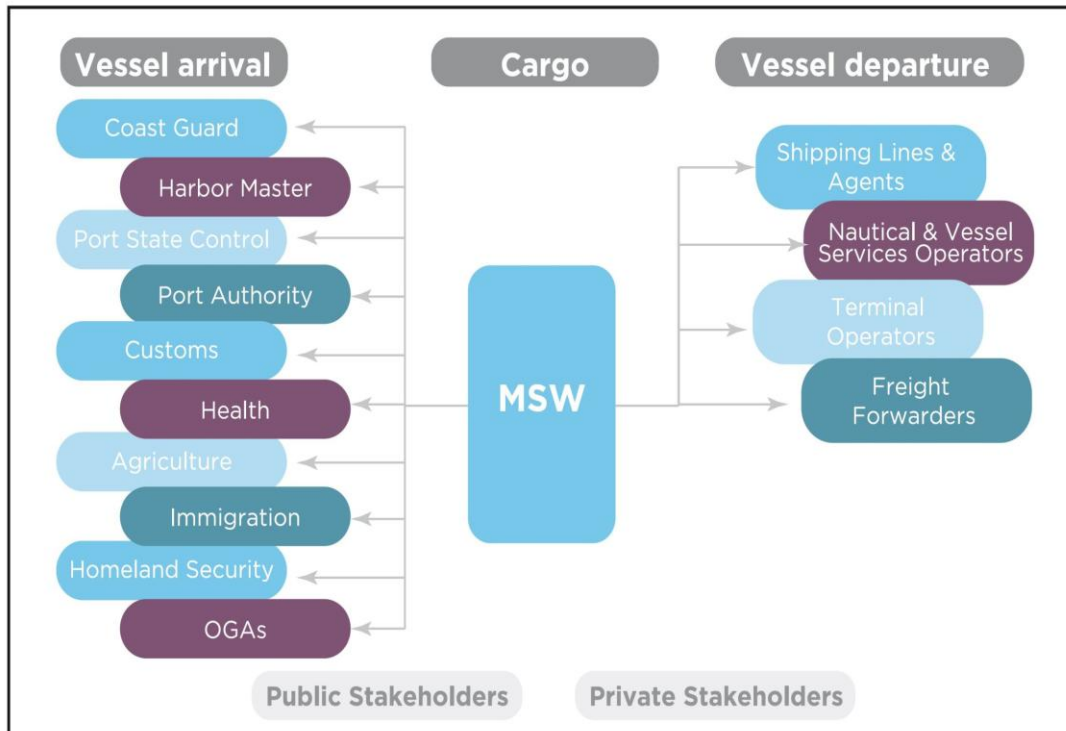 Vessel arrival
Cargo
Vessel departure
Coast Guard
Harbor Master
Port State Control
Port Authority
Customs
Health
Agriculture
Immigration
Homeland Security
OGAs
MSW
Shipping Lines &
Agents
Nautical & Vessel
Services Operators
Terminal
Operators
Freight
Forwarders
Public Stakeholders
Private Stakeholders